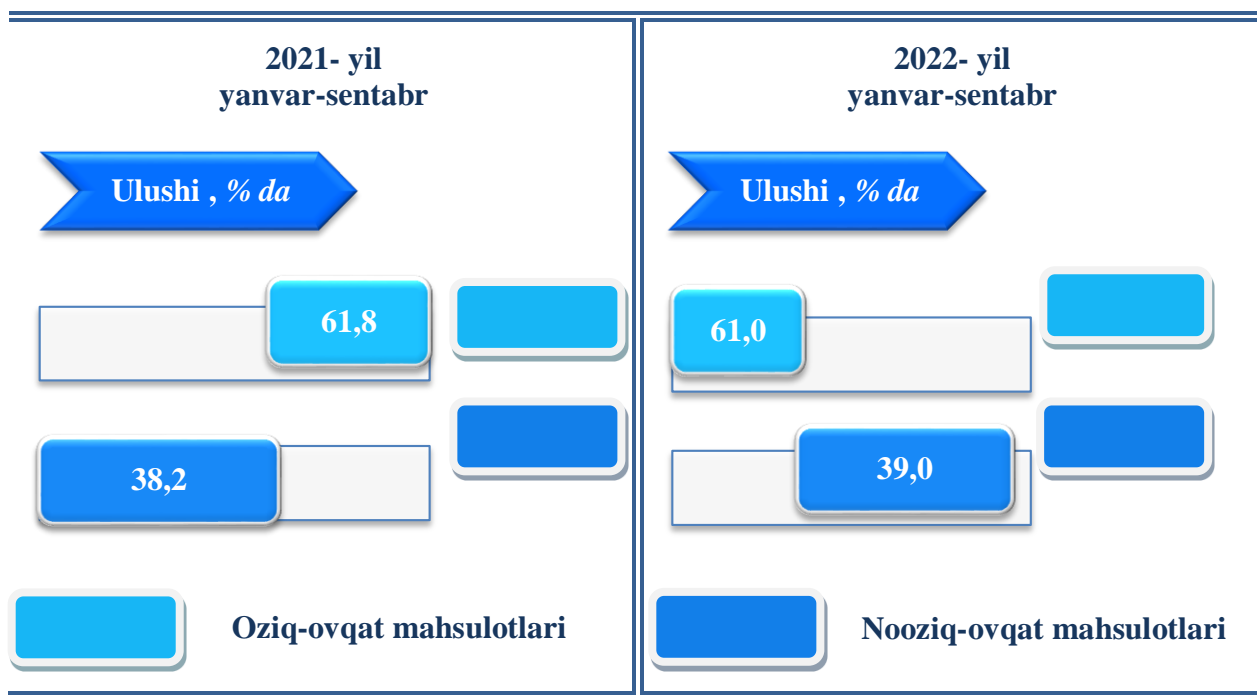 2021- yil
yanvar-sentabr
Ulushi , % da
61,8
38,2
2022- yil
yanvar-sentabr
Ulushi , % da
61,0
39,0
Oziq-ovqat mahsulotlari
Nooziq-ovqat mahsulotlari